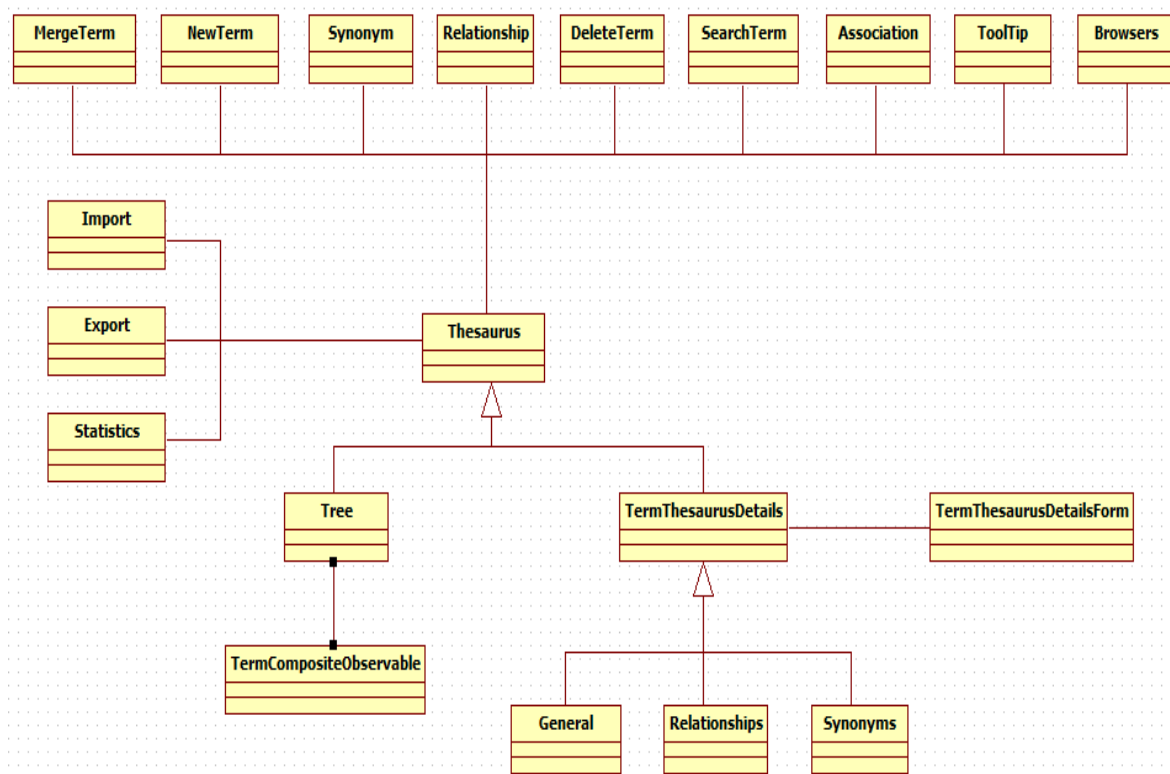 MergeTerm
NewTerm
Synonym
Relationship
DeleteTerm
SearchTerm
Association
ToolTip
Browsers
Import
Export
Thesaurus
Statistics
Tree
TermThesaurusDetails
TermThesaurusDetailsForm
TermCompositeObservable
General
Relationships
Synonyms